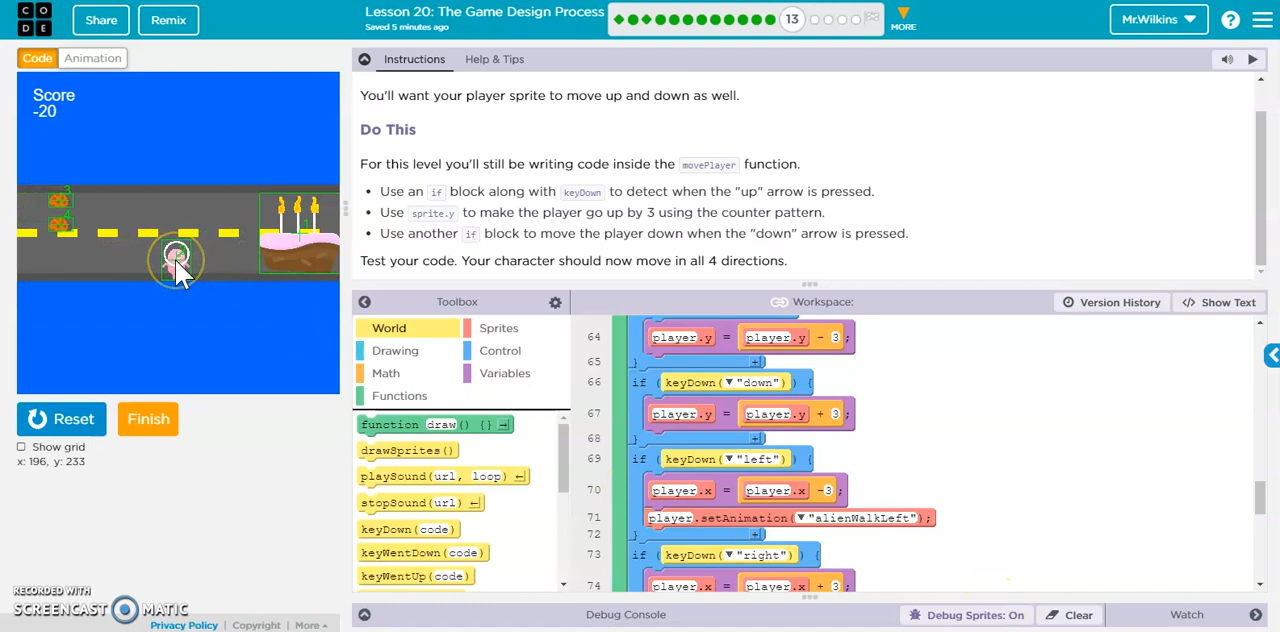 CODE
Share
Remix
Lesson 20: The Game Design Process
Saved 5 minutes ago
13
MORE
Mr.Wilkins
?
Code
Animation
Instructions
Help & Tips
Score
-20
3
4
1
You'll want your player sprite to move up and down as well.
Do This
For this level you'll still be writing code inside the movePlayer function.
• Use an if block along with keyDown to detect when the "up" arrow is pressed.
• Use sprite.y to make the player go up by 3 using the counter pattern.
• Use another if block to move the player down when the "down" arrow is pressed.
Test your code. Your character should now move in all 4 directions.
Reset
Finish
Show grid
x: 196, y: 233
Toolbox
Workspace:
Version History
</> Show Text
World
Sprites
Drawing
Control
Math
Variables
Functions
function draw() {}
drawSprites()
playSound(url, loop)
stopSound(url)
keyDown(code)
keyWentDown(code)
keyWentUp(code)
64 player.y = player.y - 3;
65 }
66 if (keyDown("down")) {
67 player.y = player.y + 3;
68 }
69 if (keyDown("left")) {
70 player.x = player.x -3;
71 player.setAnimation("alienWalkLeft");
72 }
73 if (keyDown("right")) {
74 player.x = player.x + 3;
Debug Console
Debug Sprites: On
Clear
Watch
RECORDED WITH
SCREENCAST MATIC
Privacy Policy | Copyright | More